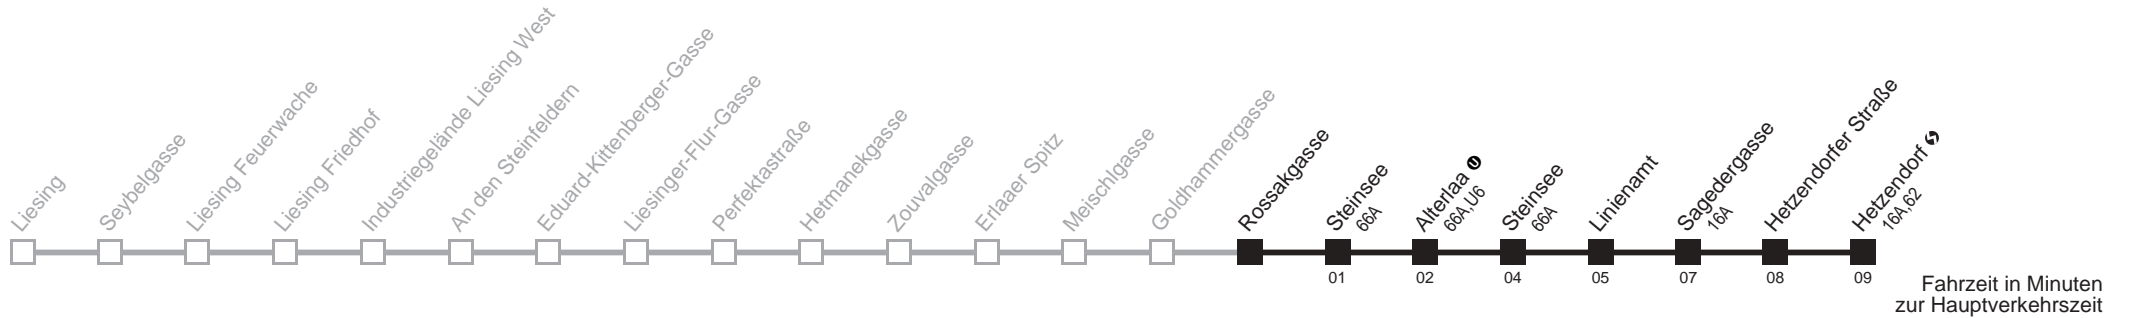 Liesing
Seybelgasse
Liesing Feuerwache
Liesing Friedhof
Industriegelände Liesing West
An den Steinfeldern
Eduard-Kittenberger-Gasse
Liesinger-Flur-Gasse
Perfektastraße
Hetmanekgasse
Zouvalgasse
Erlaaer Spitz
Meischlgasse
Goldhammergasse
Rossakgasse
Steinsee
66A
01
Alterlaa U
66A,U6
02
Steinsee
66A
04
Linienamt
05
Sagedergasse
16A
07
Hetzendorfer Straße
08
Hetzendorf S
16A,62
09
Fahrzeit in Minuten
zur Hauptverkehrszeit